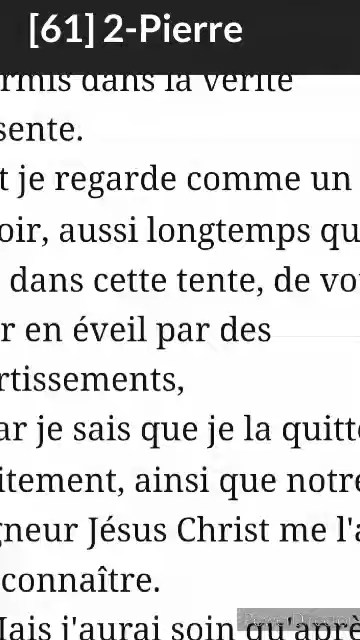 [61] 2-Pierre
rmis dans la vérité
sente.
t je regarde comme un
oir, aussi longtemps qu
dans cette tente, de vo
r en éveil par des
rtissements,
ar je sais que je la quitt
itement, ainsi que notre
gneur Jésus Christ me l'a
connaître.
Mais j'aurai soin qu'aprè